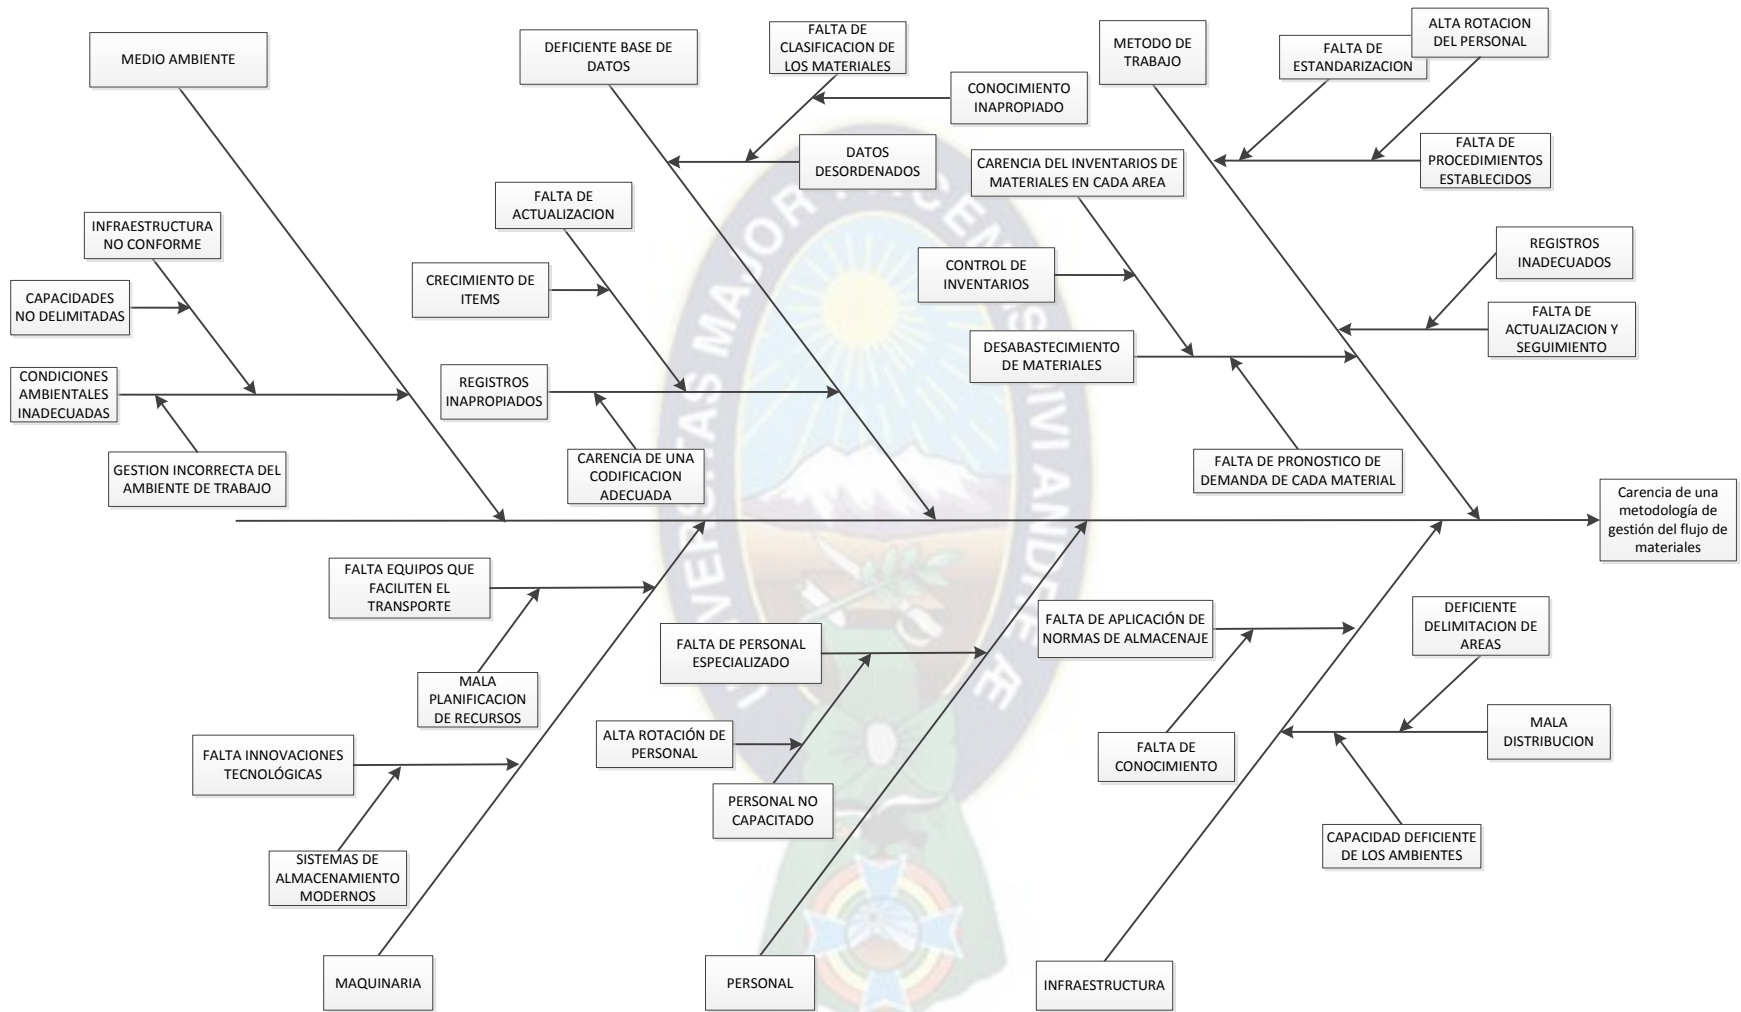 MEDIO AMBIENTE
DEFICIENTE BASE DE
DATOS
FALTA DE
CLASIFICACION DE
LOS MATERIALES
CONOCIMIENTO
INAPROPIADO
DATOS
DESORDENADOS
METODO DE
TRABAJO
FALTA DE
ESTANDARIZACION
ALTA ROTACION
DEL PERSONAL
FALTA DE
PROCEDIMIENTOS
ESTABLECIDOS
CARENCIA DEL INVENTARIOS DE
MATERIALES EN CADA AREA
FALTA DE
ACTUALIZACION
INFRAESTRUCTURA
NO CONFORME
CAPACIDADES
NO DELIMITADAS
CRECIMIENTO DE
ITEMS
CONTROL DE
INVENTARIOS
REGISTROS
INADECUADOS
FALTA DE
ACTUALIZACION Y
SEGUIMIENTO
DESABASTECIMIENTO
DE MATERIALES
CONDICIONES
AMBIENTALES
INADECUADAS
REGISTROS
INAPROPIADOS
GESTION INCORRECTA DEL
AMBIENTE DE TRABAJO
CARENCIA DE UNA
CODIFICACION
ADECUADA
FALTA DE PRONOSTICO DE
DEMANDA DE CADA MATERIAL
Carencia de una
metodología de
gestión del flujo de
materiales
FALTA EQUIPOS QUE
FACILITEN EL
TRANSPORTE
FALTA DE PERSONAL
ESPECIALIZADO
FALTA DE APLICACIÓN DE
NORMAS DE ALMACENAJE
DEFICIENTE
DELIMITACION DE
AREAS
MALA
PLANIFICACION
DE RECURSOS
ALTA ROTACIÓN DE
PERSONAL
FALTA DE
CONOCIMIENTO
MALA
DISTRIBUCION
FALTA INNOVACIONES
TECNOLÓGICAS
PERSONAL NO
CAPACITADO
CAPACIDAD DEFICIENTE
DE LOS AMBIENTES
SISTEMAS DE
ALMACENAMIENTO
MODERNOS
MAQUINARIA
PERSONAL
INFRAESTRUCTURA
UNIVERSITAS MAJOR PACENSIS DIVI ANDRE Æ